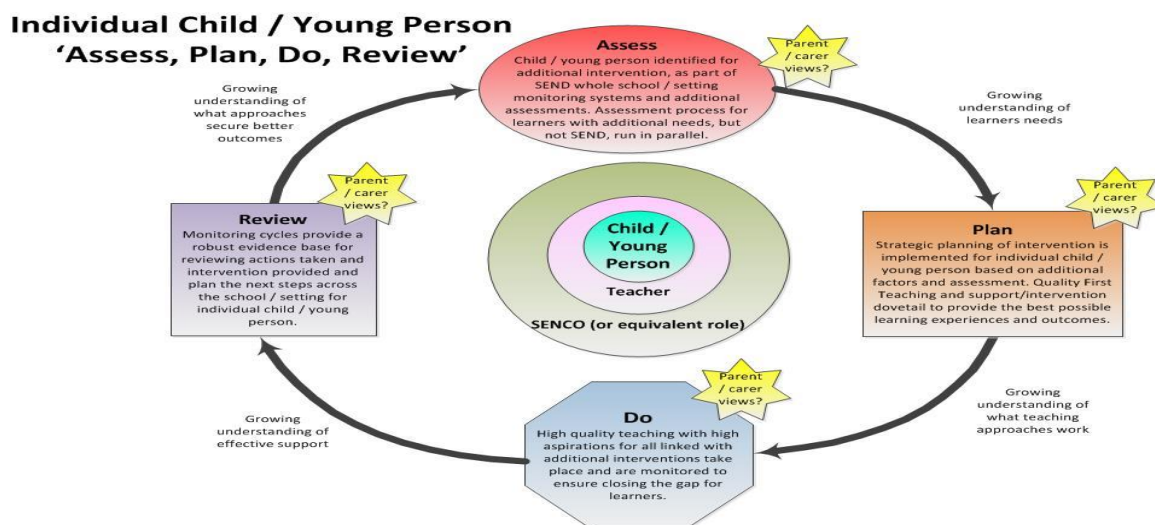 Individual Child / Young Person
‘Assess, Plan, Do, Review’
Assess
Child / young person identified for
additional intervention, as part of
SEND whole school / setting
monitoring systems and additional
assessments. Assessment process for
learners with additional needs, but
not SEND, run in parallel.
Parent
/ carer
views?
Growing
understanding of
learners needs
Parent
/ carer
views?
Plan
Strategic planning of intervention is
implemented for individual child /
young person based on additional
factors and assessment. Quality First
Teaching and support/intervention
dovetail to provide the best possible
learning experiences and outcomes.
Growing
understanding of
what teaching
approaches work
Parent
/ carer
views?
Do
High quality teaching with high
aspirations for all linked with
additional interventions take
place and are monitored to
ensure closing the gap for
learners.
Growing
understanding of
effective support
Parent
/ carer
views?
Review
Monitoring cycles provide a
robust evidence base for
reviewing actions taken and
intervention provided and
plan the next steps across
the school / setting for
individual child / young
person.
Growing
understanding of
what approaches
secure better
outcomes
Child /
Young
Person
Teacher
SENCO (or equivalent role)